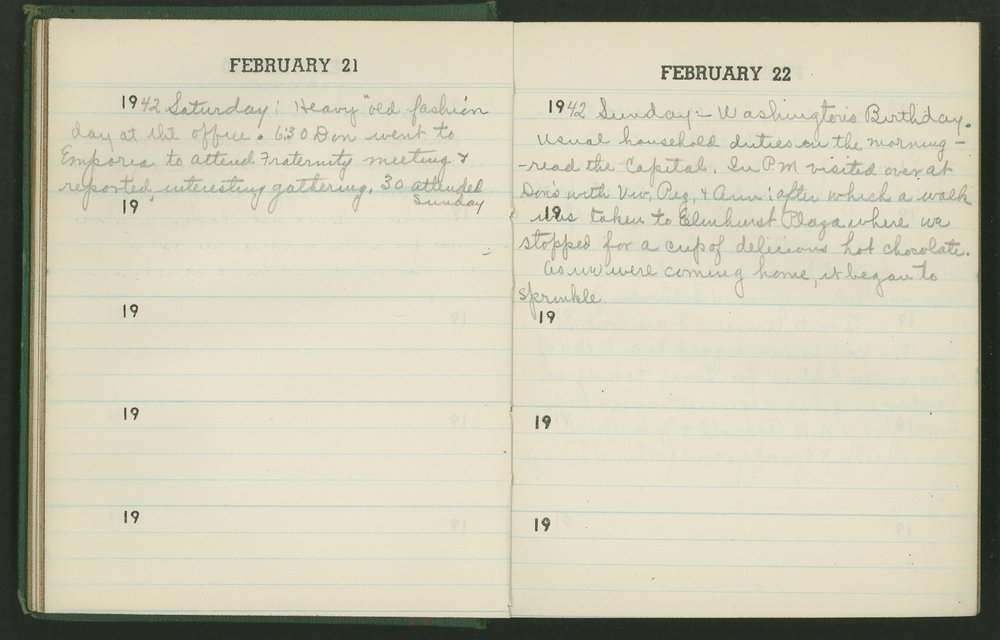 FEBRUARY 21
1942 Saturday: Heavy "old fashion
day at the office. 6:30 Don went to
Emporia to attend Fraternity meeting &
reported interesting gathering, 30 attended
Sunday
19
19
19
19
FEBRUARY 22
1942 Sunday - Washington's Birthday.
Usual household duties in the morning -
-read the Capital. In P.M visited over at
Don's with Viv, Peg, & Ann: after which a walk
19
was taken to Elmhurst Plaza where we
stopped for a cup of delicious hot chocolate.
As we were coming home, it began to
sprinkle
19
19
19